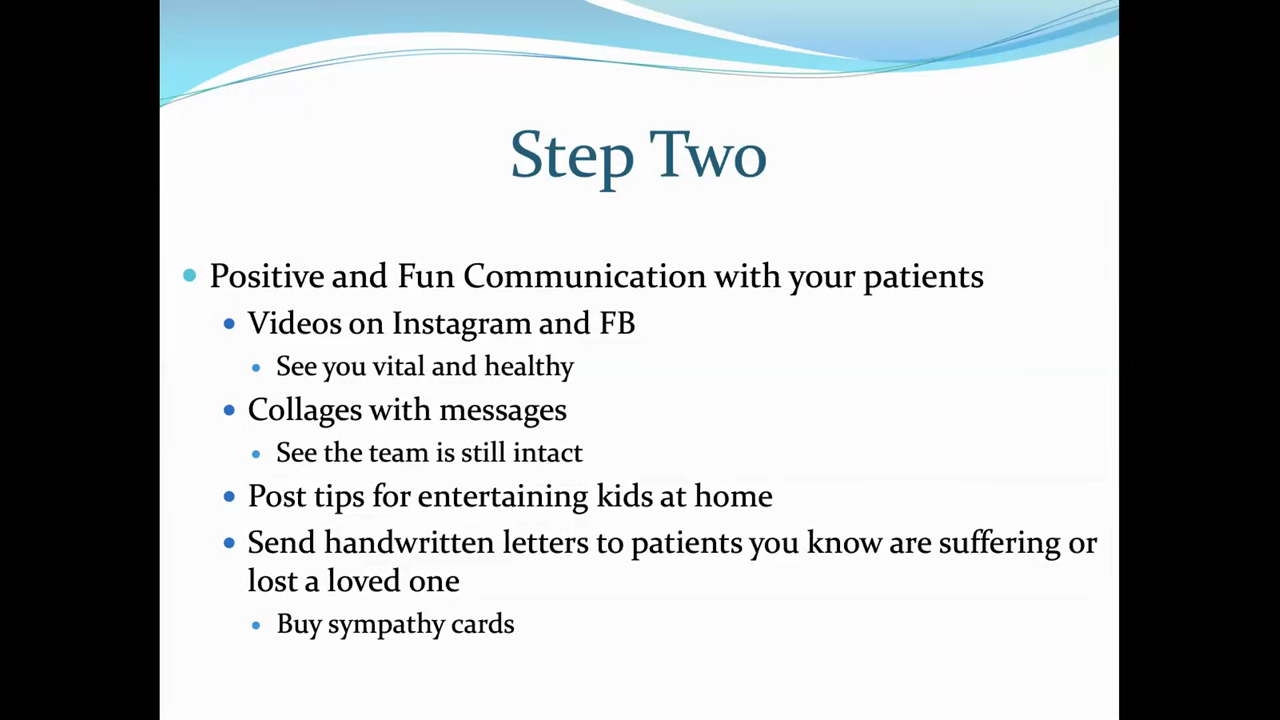 Step Two
Positive and Fun Communication with your patients
Videos on Instagram and FB
See you vital and healthy
Collages with messages
See the team is still intact
Post tips for entertaining kids at home
Send handwritten letters to patients you know are suffering or
lost a loved one
Buy sympathy cards